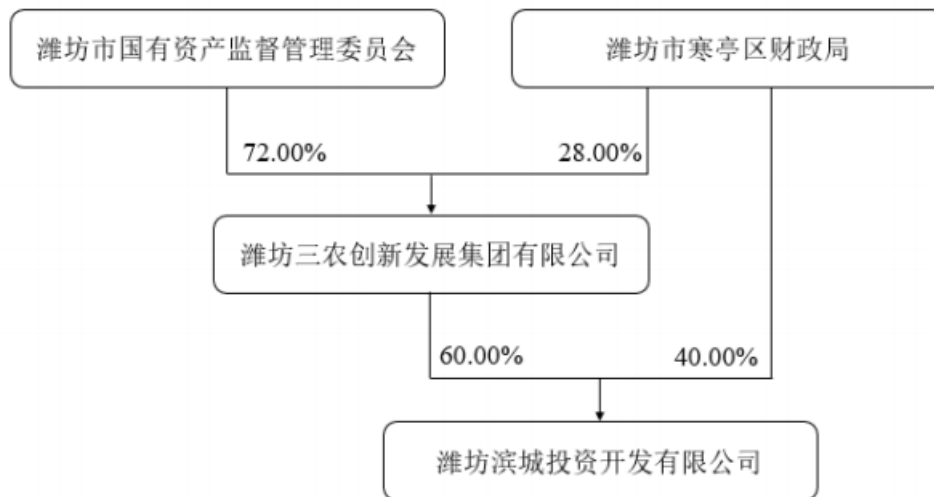 潍坊市国有资产监督管理委员会
潍坊市寒亭区财政局
72.00%
28.00%
潍坊三农创新发展集团有限公司
60.00%
40.00%
潍坊滨城投资开发有限公司